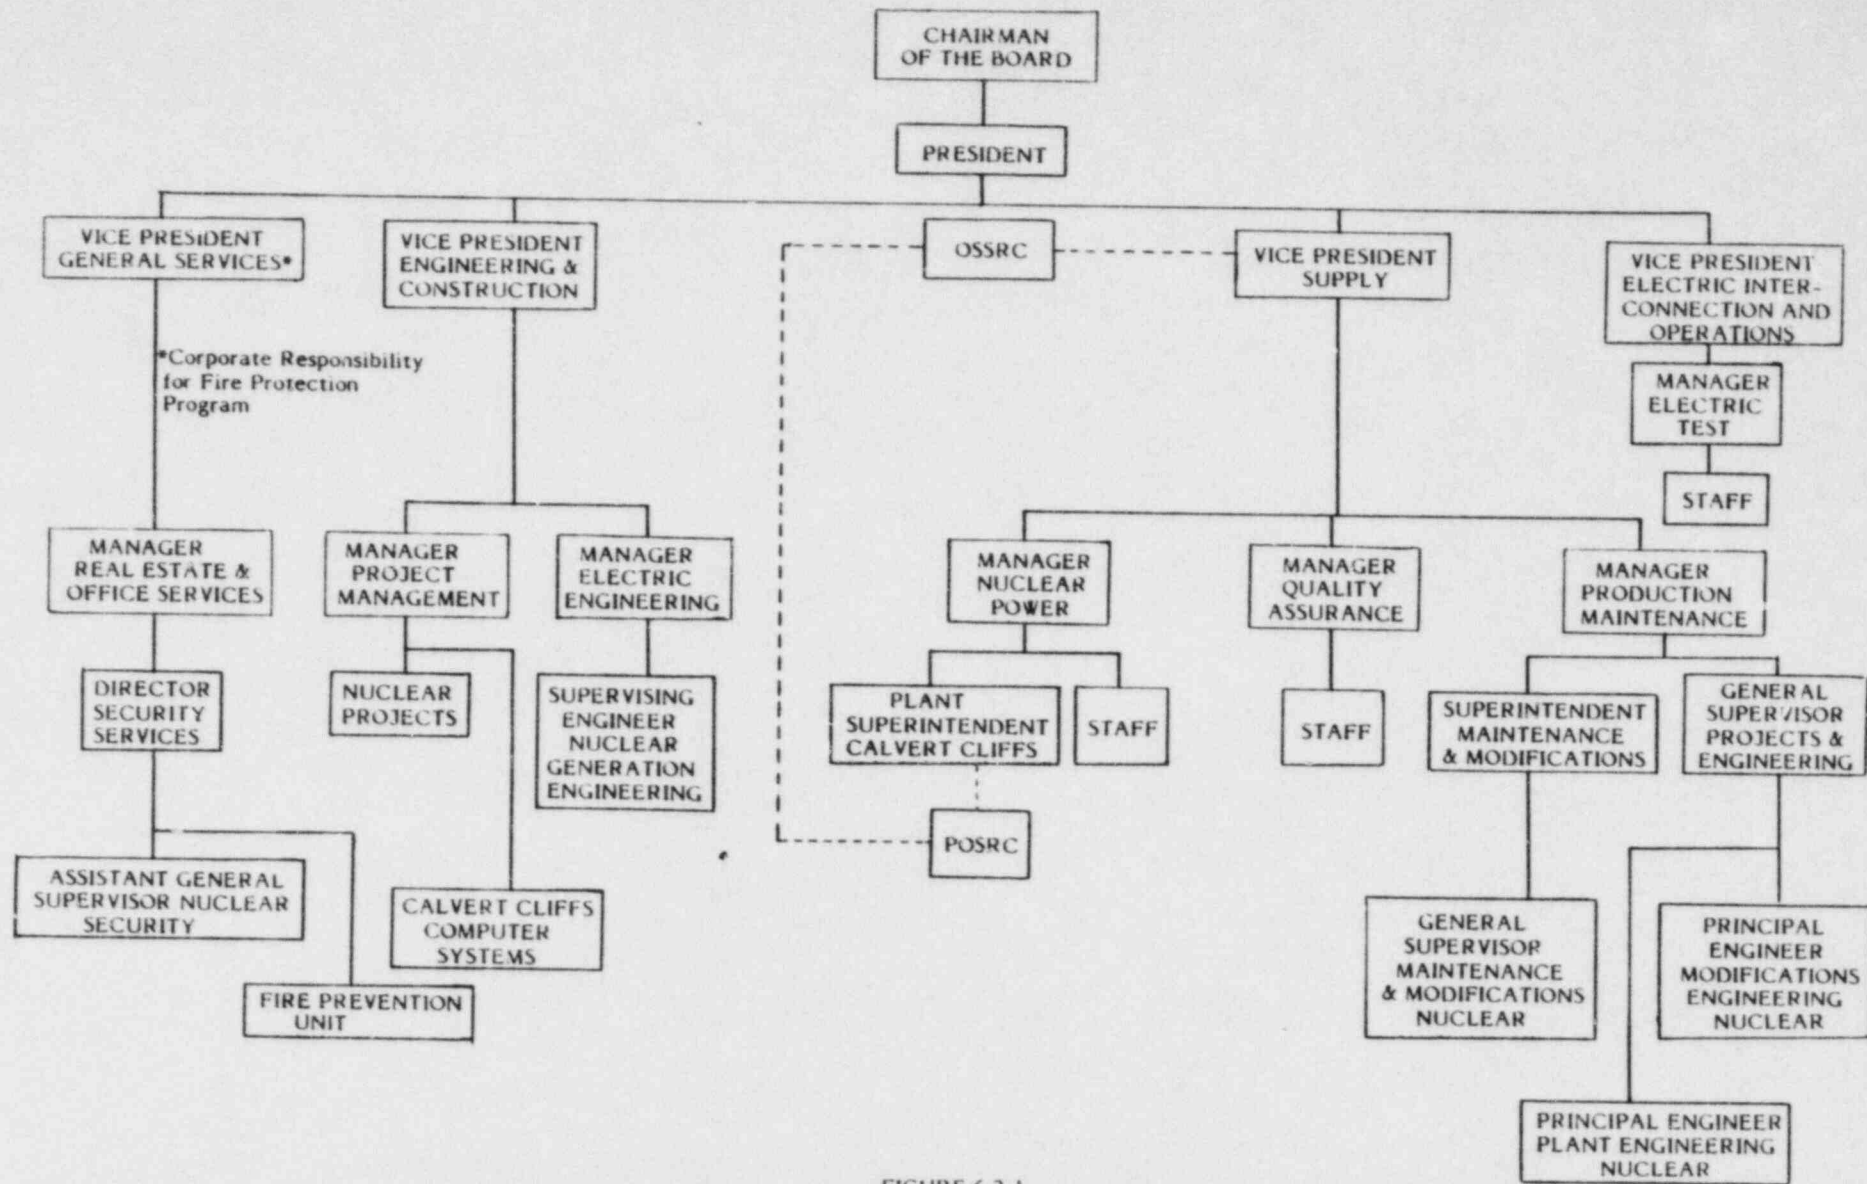 CHAIRMAN
OF THE BOARD
PRESIDENT
VICE PRESIDENT
GENERAL SERVICES*
VICE PRESIDENT
ENGINEERING &
CONSTRUCTION
OSSRC
VICE PRESIDENT
SUPPLY
VICE PRESIDENT
ELECTRIC INTER-
CONNECTION AND
OPERATIONS
*Corporate Responsibility
for Fire Protection
Program
MANAGER
ELECTRIC
TEST
STAFF
MANAGER
REAL ESTATE &
OFFICE SERVICES
MANAGER
PROJECT
MANAGEMENT
MANAGER
ELECTRIC
ENGINEERING
MANAGER
NUCLEAR
POWER
MANAGER
QUALITY
ASSURANCE
MANAGER
PRODUCTION
MAINTENANCE
DIRECTOR
SECURITY
SERVICES
NUCLEAR
PROJECTS
SUPERVISING
ENGINEER
NUCLEAR
GENERATION
ENGINEERING
PLANT
SUPERINTENDENT
CALVERT CLIFFS
STAFF
STAFF
SUPERINTENDENT
MAINTENANCE
& MODIFICATIONS
GENERAL
SUPERVISOR
PROJECTS &
ENGINEERING
POSRC
ASSISTANT GENERAL
SUPERVISOR NUCLEAR
SECURITY
CALVERT CLIFFS
COMPUTER
SYSTEMS
FIRE PREVENTION
UNIT
GENERAL
SUPERVISOR
MAINTENANCE
& MODIFICATIONS
NUCLEAR
PRINCIPAL
ENGINEER
MODIFICATIONS
ENGINEERING
NUCLEAR
PRINCIPAL ENGINEER
PLANT ENGINEERING
NUCLEAR
FIGURE